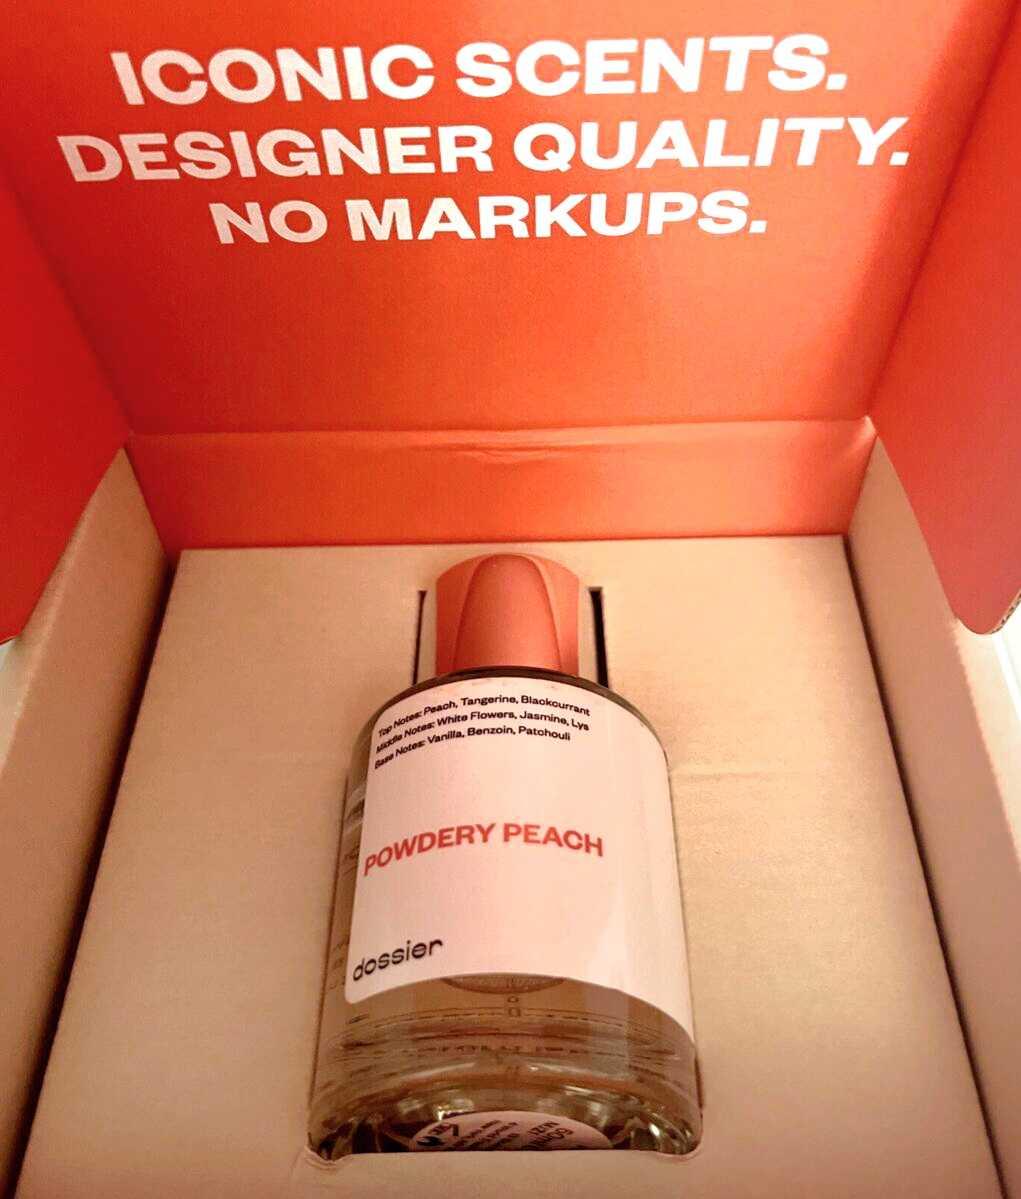 ICONIC SCENTS.
DESIGNER QUALITY.
NO MARKUPS.
Top Notes: Peach, Tangerine, Blackcurrant
Middle Notes: White Flowers, Jasmine, Lys
Base Notes: Vanilla, Benzoin, Patchouli
POWDERY PEACH
dossier